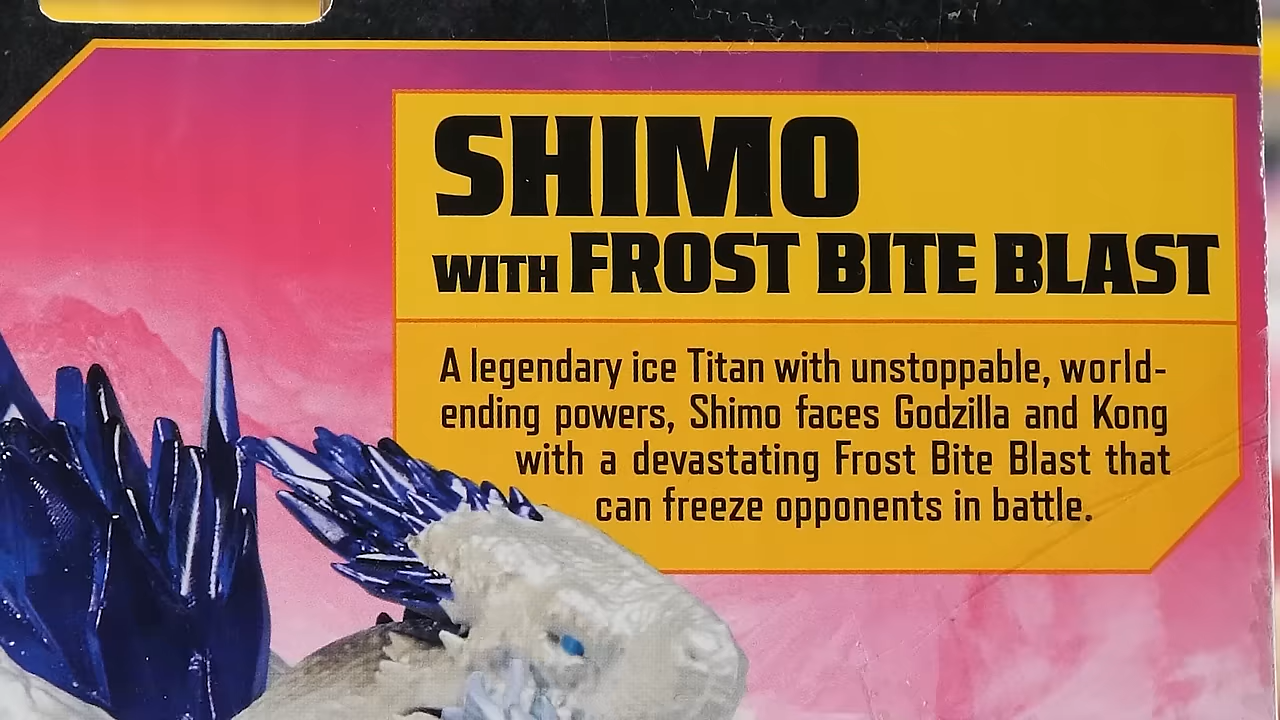 SHIMO
WITH FROST BITE BLAST
A legendary ice Titan with unstoppable, world-
ending powers, Shimo faces Godzilla and Kong
with a devastating Frost Bite Blast that
can freeze opponents in battle.